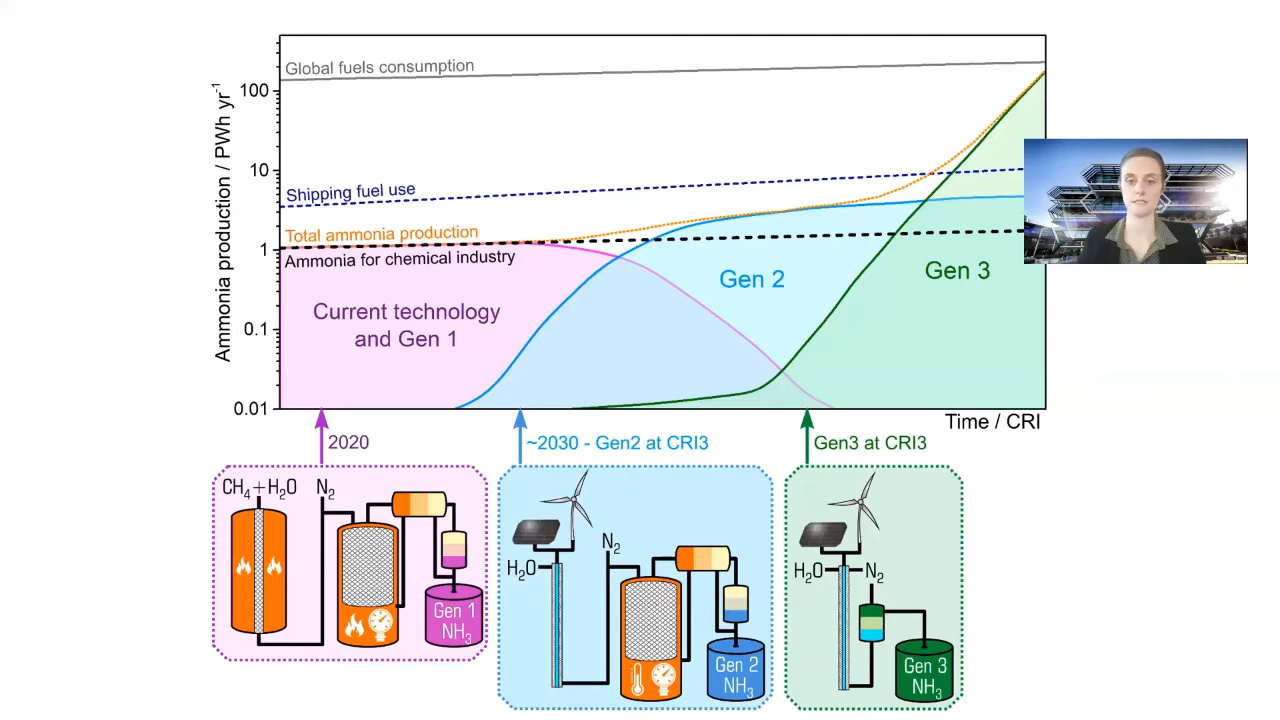 Ammonia production / PWh yr⁻¹
100
10
1
0.1
0.01
Global fuels consumption
Shipping fuel use
Total ammonia production
Ammonia for chemical industry
Current technology
and Gen 1
Gen 2
Gen 3
Time / CRI
2020
~2030 - Gen2 at CRI3
Gen3 at CRI3
CH₄+H₂O N₂
Gen 1
NH₃
H₂O
N₂
Gen 2
NH₃
H₂O
N₂
Gen 3
NH₃